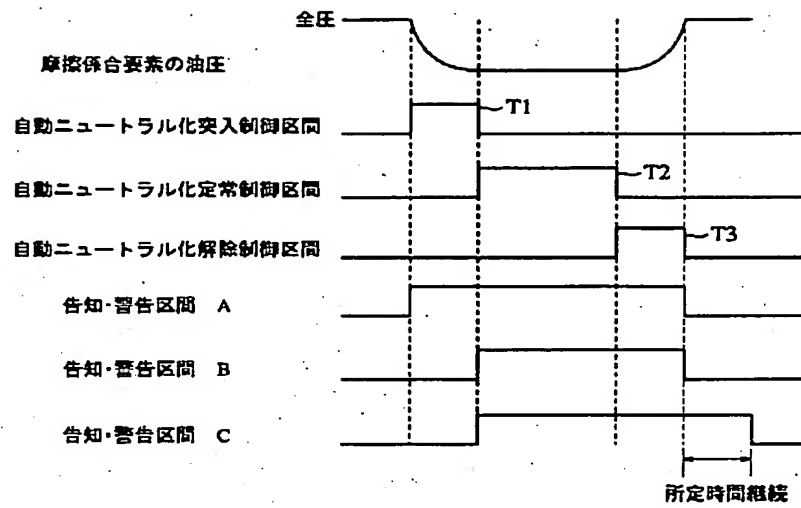 全圧
摩擦係合要素の油圧
自動ニュートラル化突入制御区間
T1
自動ニュートラル化定常制御区間
T2
自動ニュートラル化解除制御区間
T3
告知・警告区間 A
告知・警告区間 B
告知・警告区間 C
所定時間継続